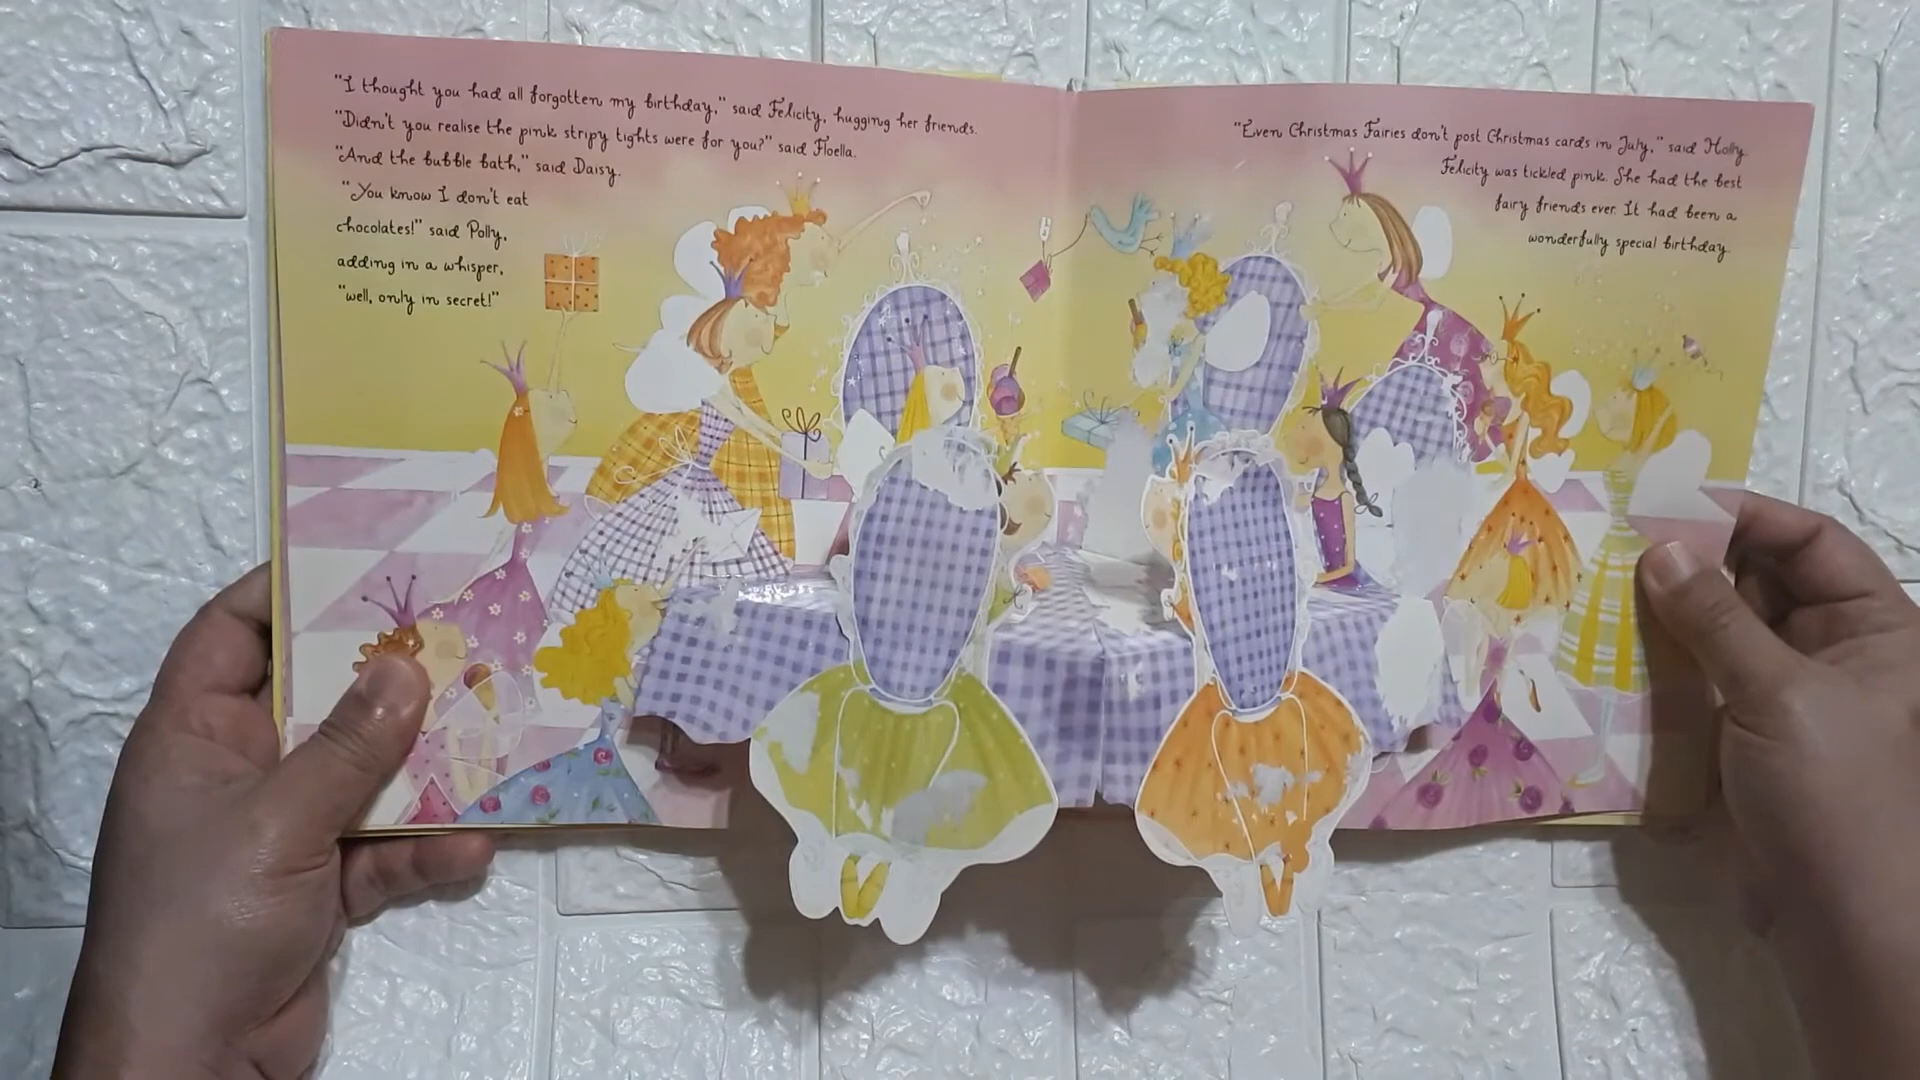 "I thought you had all forgotten my birthday," said Felicity, hugging her friends.
"Didn't you realise the pink stripy tights were for you?" said Floella.
"And the bubble bath," said Daisy.
"You know I don't eat
chocolates!" said Polly,
adding in a whisper,
"well, only in secret!"
"Even Christmas Fairies don't post Christmas cards in July," said Holly.
Felicity was tickled pink. She had the best
fairy friends ever. It had been a
wonderfully special birthday.